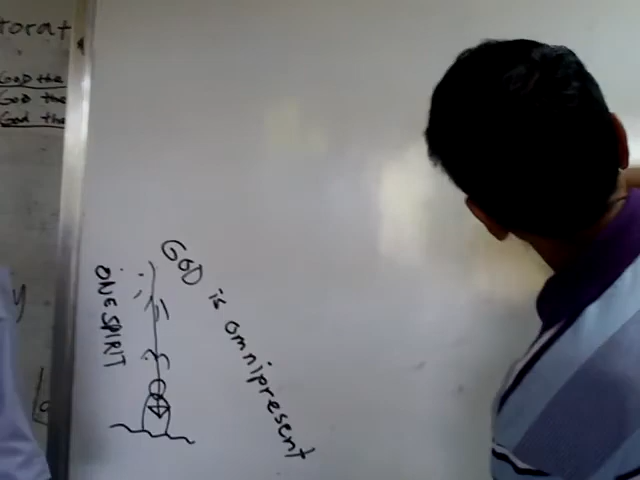 torat
GOD the
GOD the
God the
GOD is omnipresent
ONE SPIRIT
y